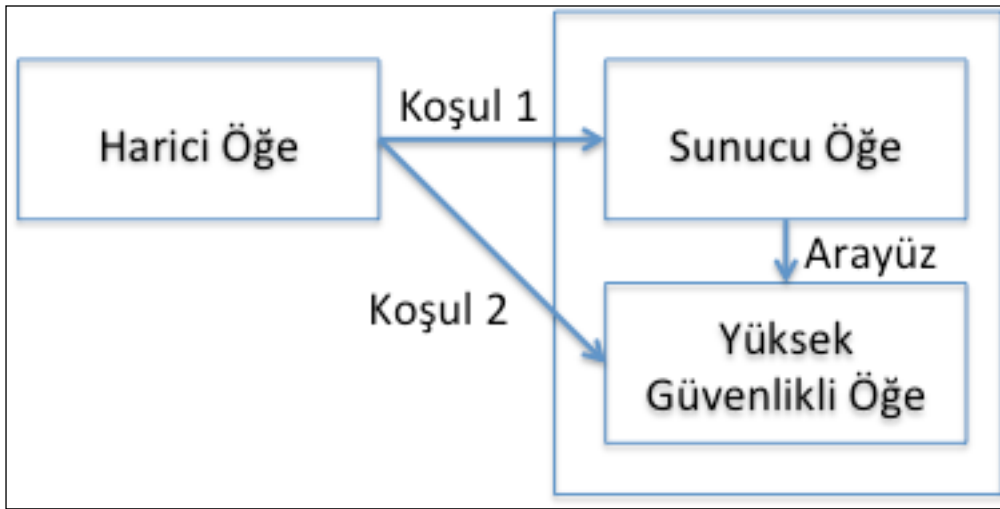 Harici Öğe
Koşul 1
Sunucu Öğe
Arayüz
Koşul 2
Yüksek
Güvenlikli Öğe